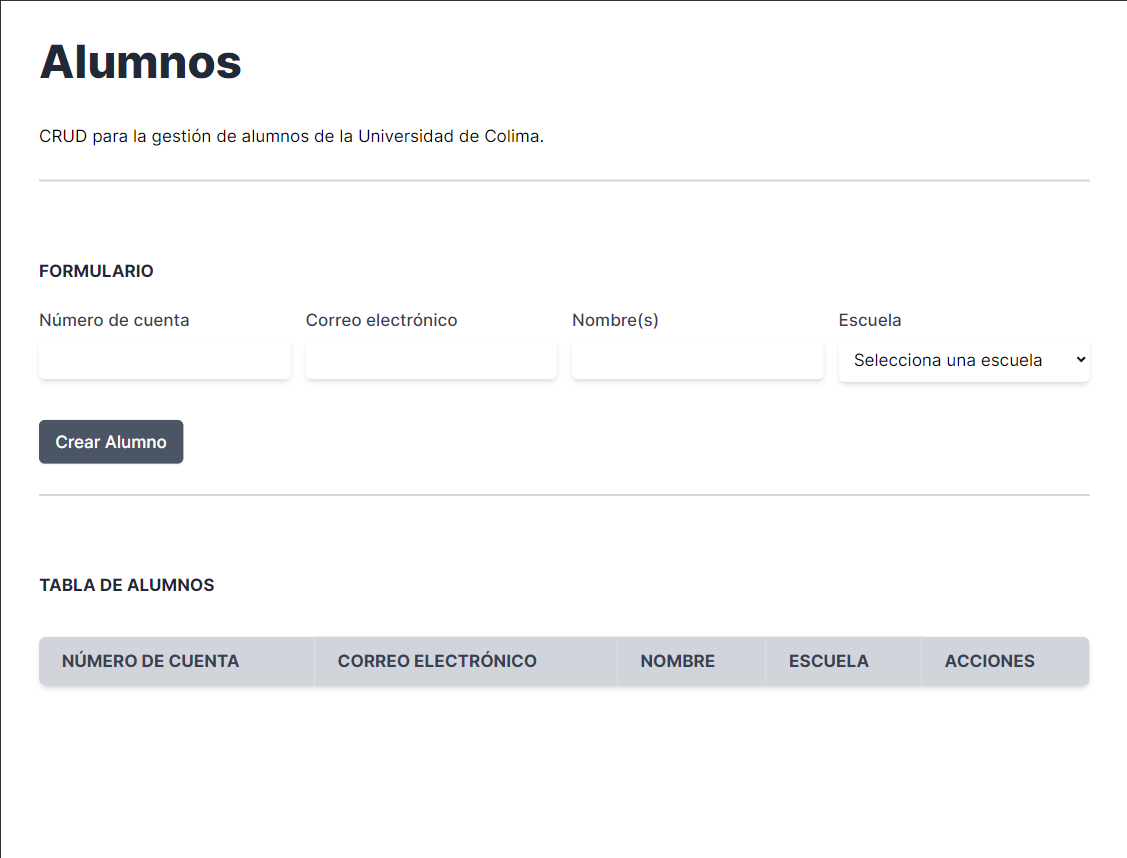 Alumnos
CRUD para la gestión de alumnos de la Universidad de Colima.
FORMULARIO
Número de cuenta Correo electrónico Nombre(s) Escuela
Selecciona una escuela
Crear Alumno
TABLA DE ALUMNOS
NÚMERO DE CUENTA CORREO ELECTRÓNICO NOMBRE ESCUELA ACCIONES